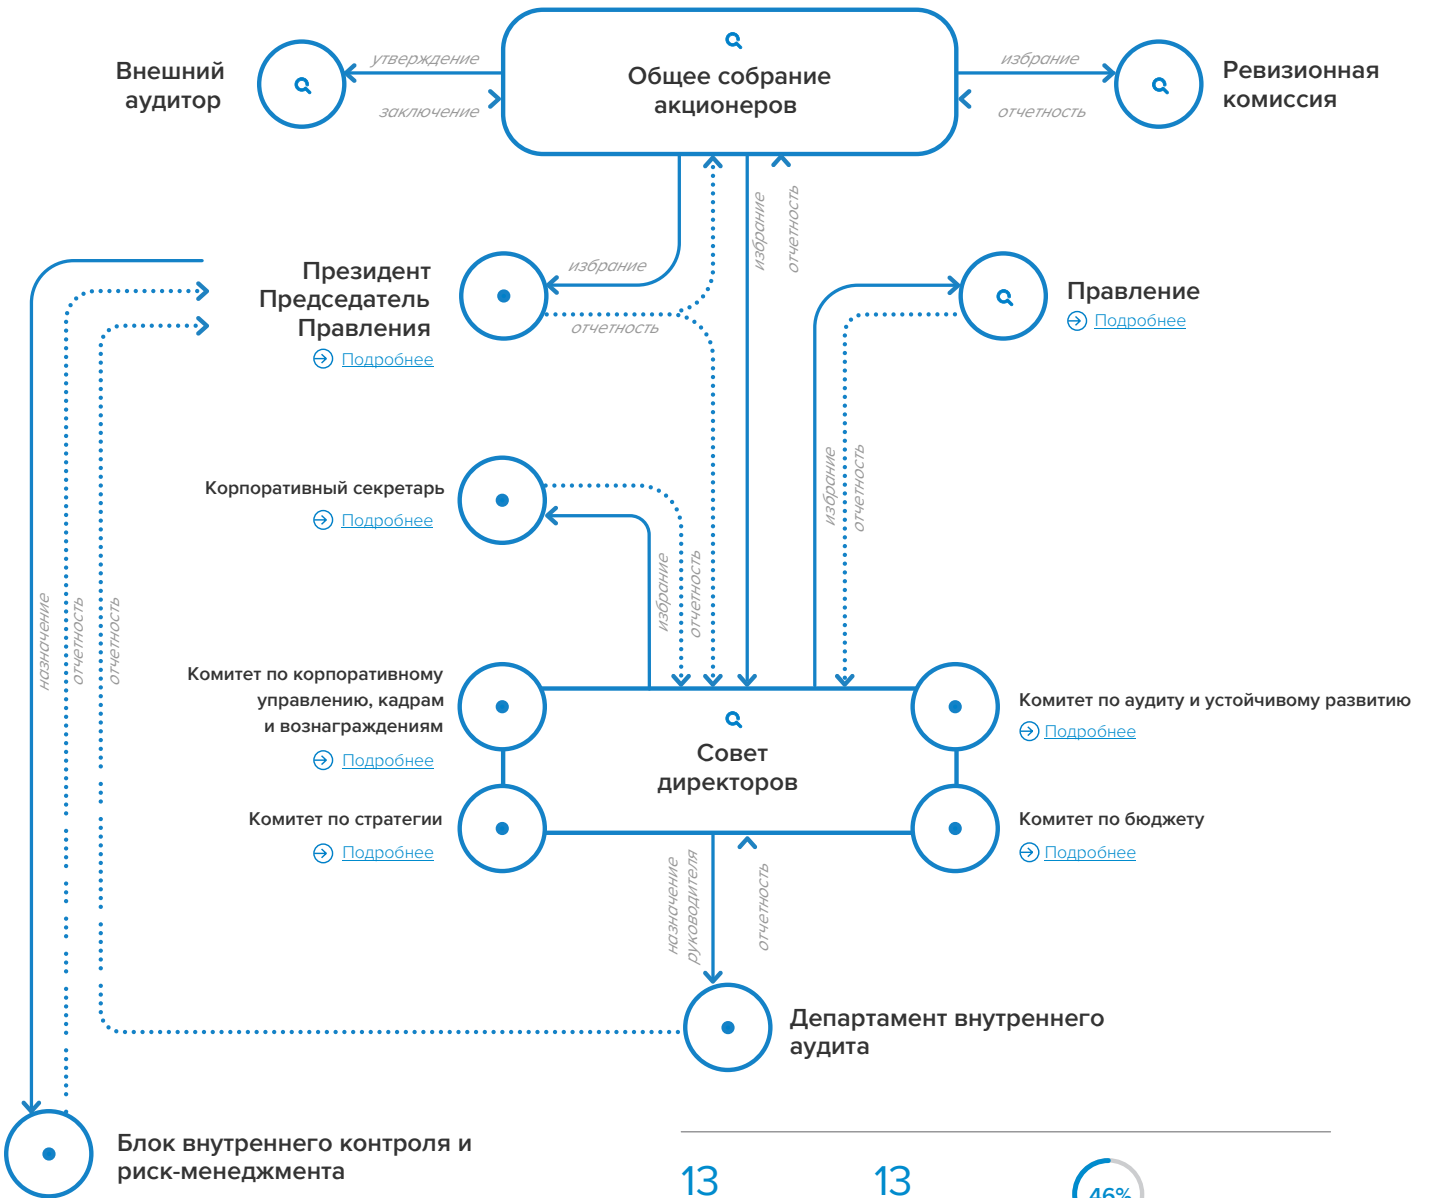 Внешний
аудитор
утверждение
заключение
Общее собрание
акционеров
избрание
отчетность
Ревизионная
комиссия
избрание
отчетность
Президент
Председатель
Правления
Подробнее
избрание
отчетность
Правление
Подробнее
избрание
отчетность
Корпоративный секретарь
Подробнее
избрание
отчетность
назначение
отчетность
отчетность
Комитет по корпоративному
управлению, кадрам
и вознаграждениям
Подробнее
Комитет по стратегии
Подробнее
Совет
директоров
Комитет по аудиту и устойчивого развитию
Подробнее
Комитет по бюджету
Подробнее
назначение
руководителя
отчетность
Департамент внутреннего
аудита
Блок внутреннего контроля и
риск-менеджмента
13
13
46%